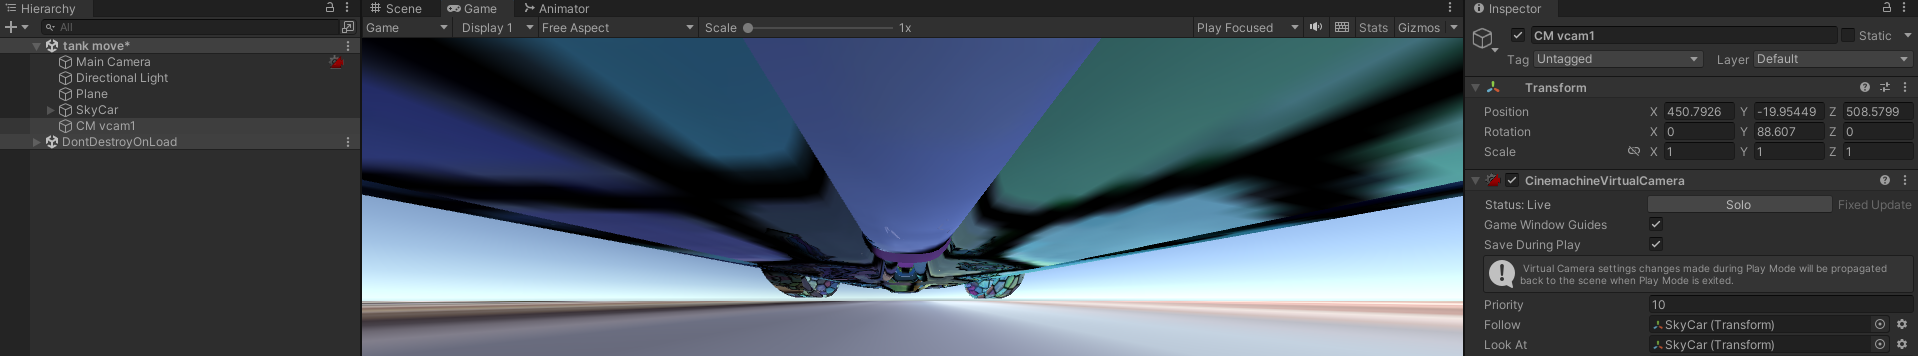 Hierarchy
All
tank move*
Main Camera
Directional Light
Plane
SkyCar
CM vcam1
DontDestroyOnLoad
Scene Game Animator
Game Display 1 Free Aspect Scale 1x Play Focused Stats Gizmos
Inspector
CM vcam1 Static
Tag Untagged Layer Default
Transform
Position X 450.7926 Y -19.95449 Z 508.5799
Rotation X 0 Y 88.607 Z 0
Scale X 1 Y 1 Z 1
CinemachineVirtualCamera
Status: Live Solo Fixed Update
Game Window Guides
Save During Play
Virtual Camera settings changes made during Play Mode will be propagated
back to the scene when Play Mode is exited.
Priority 10
Follow SkyCar (Transform)
Look At SkyCar (Transform)